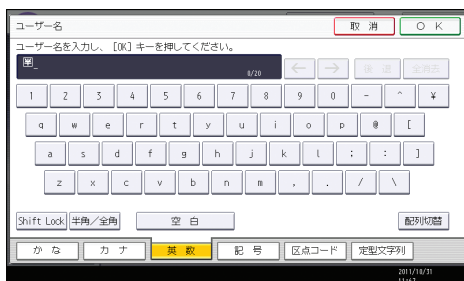 ユーザー名 取 消 O K
ユーザー名を入力し、[OK] キーを押してください。
半_ 0/20 ← → 後 退 全消去
1 2 3 4 5 6 7 8 9 0 - ^ ¥
q w e r t y u i o p @ [
a s d f g h j k l ; : ]
z x c v b n m , . / \
Shift Lock 半角/全角 空 白 配列切替
か な カ ナ 英 数 記 号 区点コード 定型文字列
2011/10/31